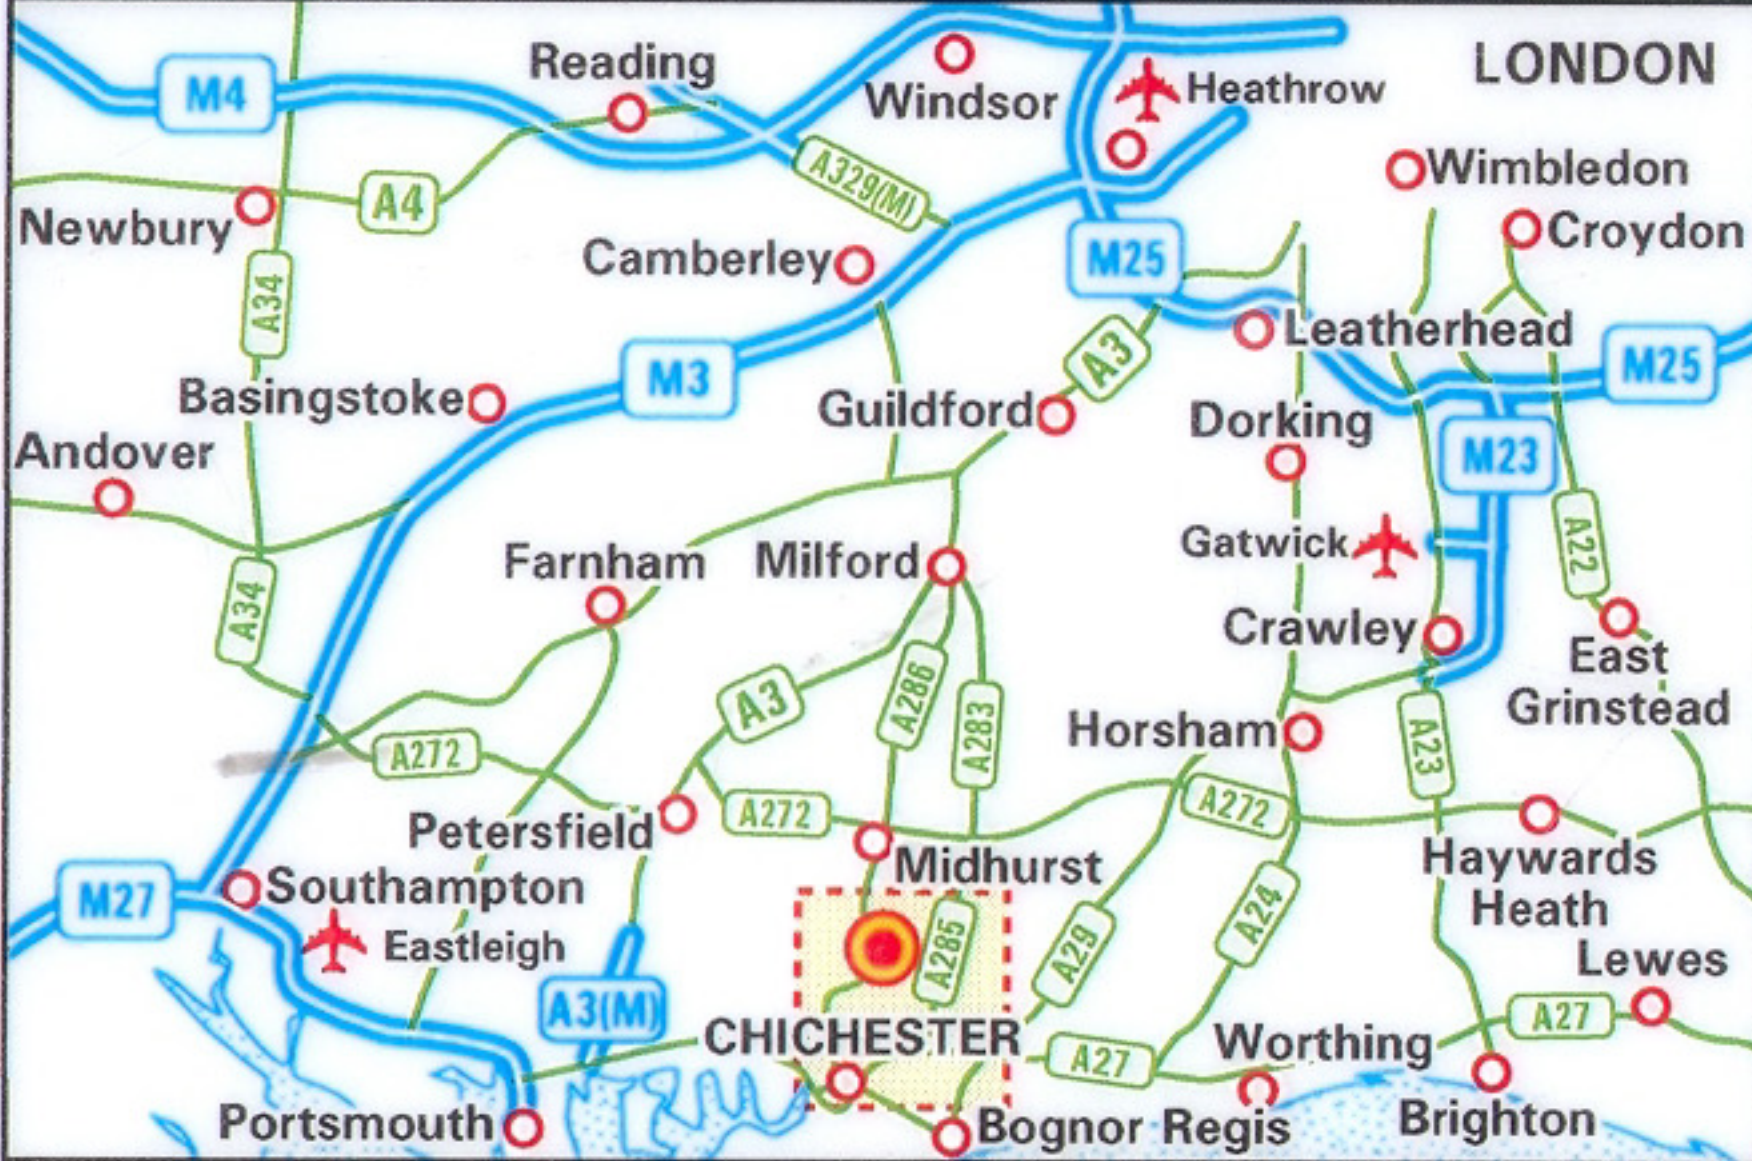 LONDON
Reading
M4
Windsor
Heathrow
A329(M)
Wimbledon
A4
Newbury
Croydon
Camberley
M25
A34
Leatherhead
A3
M25
M3
Basingstoke
Guildford
Dorking
Andover
M23
Gatwick
A22
Farnham
Milford
A34
Crawley
East
Grinstead
A286
A3
A283
Horsham
A23
A272
A272
A272
Petersfield
Midhurst
Haywards
Heath
Southampton
M27
A24
A285
A29
Eastleigh
Lewes
A3(M)
A27
CHICHESTER
Worthing
A27
Portsmouth
Bognor Regis
Brighton